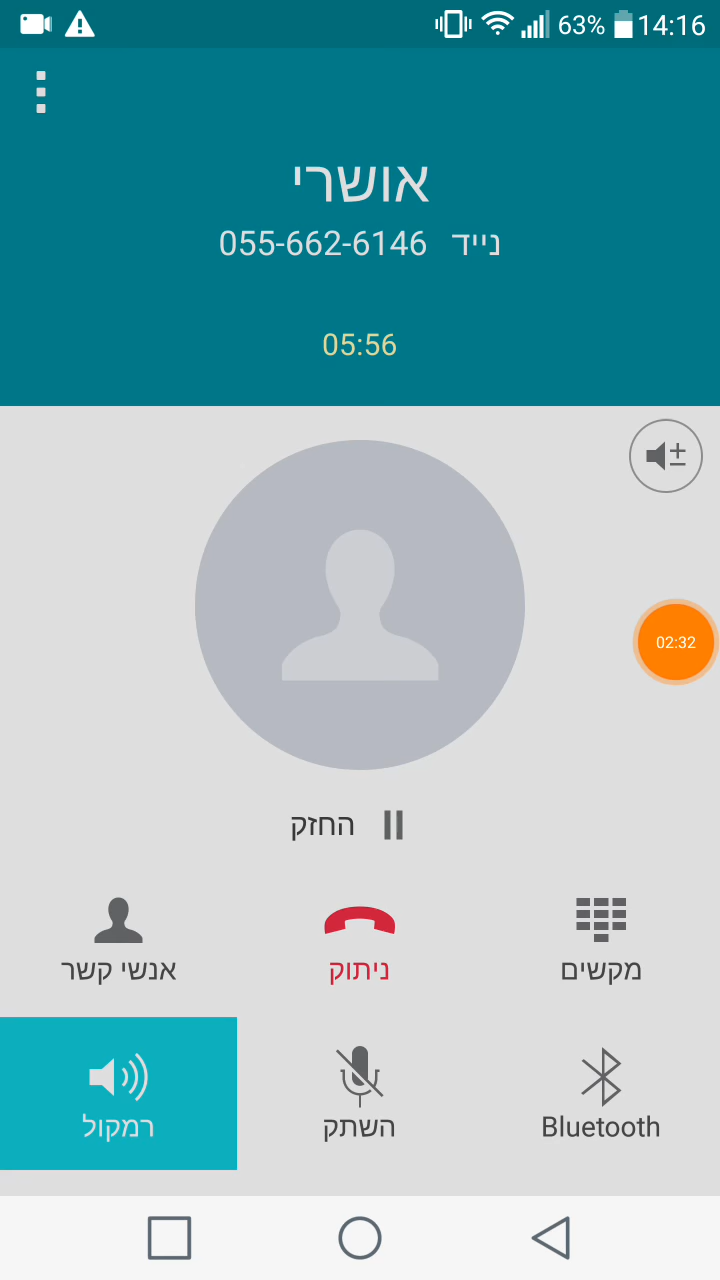 63% 14:16
אושרי
נייד 055-662-6146
05:56
02:32
החזק
אנשי קשר ניתוק מקשים
רמקול השתק Bluetooth